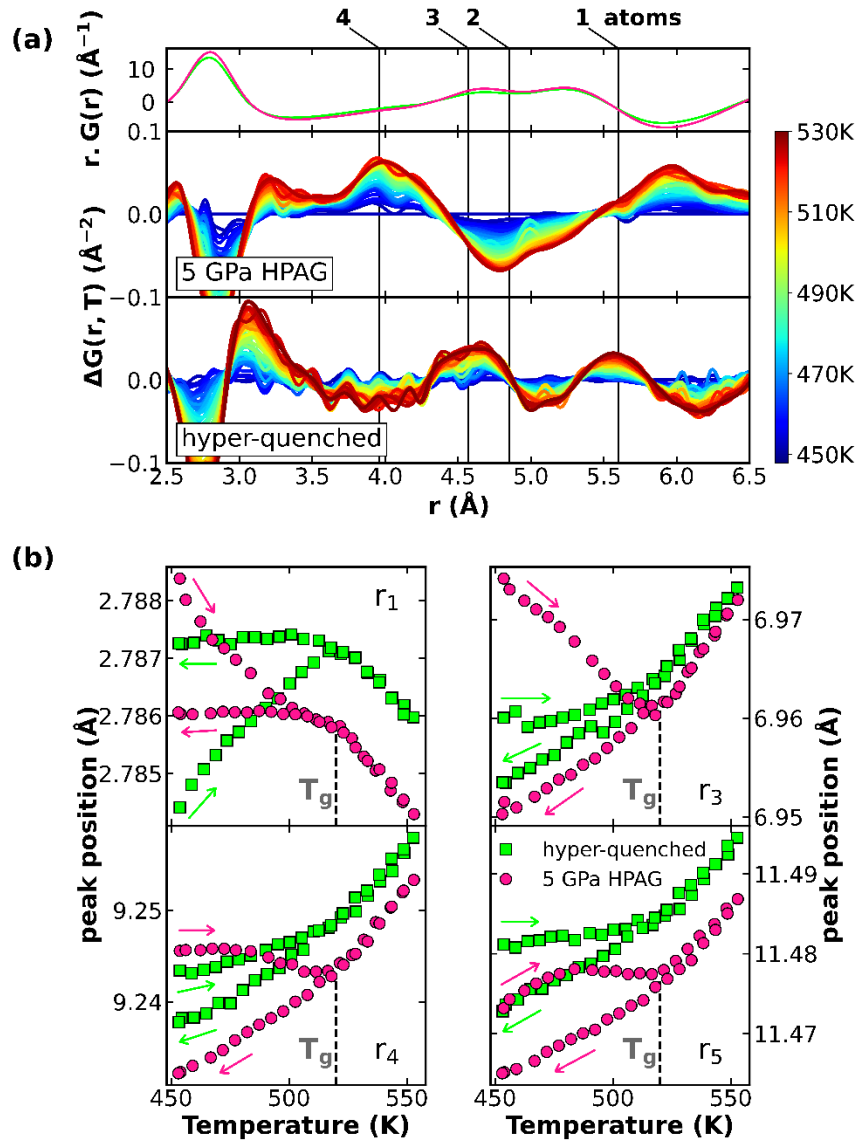 (a)
4 3 2 1 atoms
r. G(r) (Å⁻¹)
10
0
0.1
0.0
−0.1
ΔG(r, T) (Å⁻²)
5 GPa HPAG
0.0
−0.1
hyper-quenched
2.5 3.0 3.5 4.0 4.5 5.0 5.5 6.0 6.5
r (Å)
530K
510K
490K
470K
450K
(b)
peak position (Å)
2.788
2.787
2.786
2.785
r₁
Tg
6.97
6.96
6.95
r₃
Tg
peak position (Å)
9.25
9.24
r₄
Tg
hyper-quenched
5 GPa HPAG
11.49
11.48
11.47
r₅
Tg
450 500 550
Temperature (K)
450 500 550
Temperature (K)